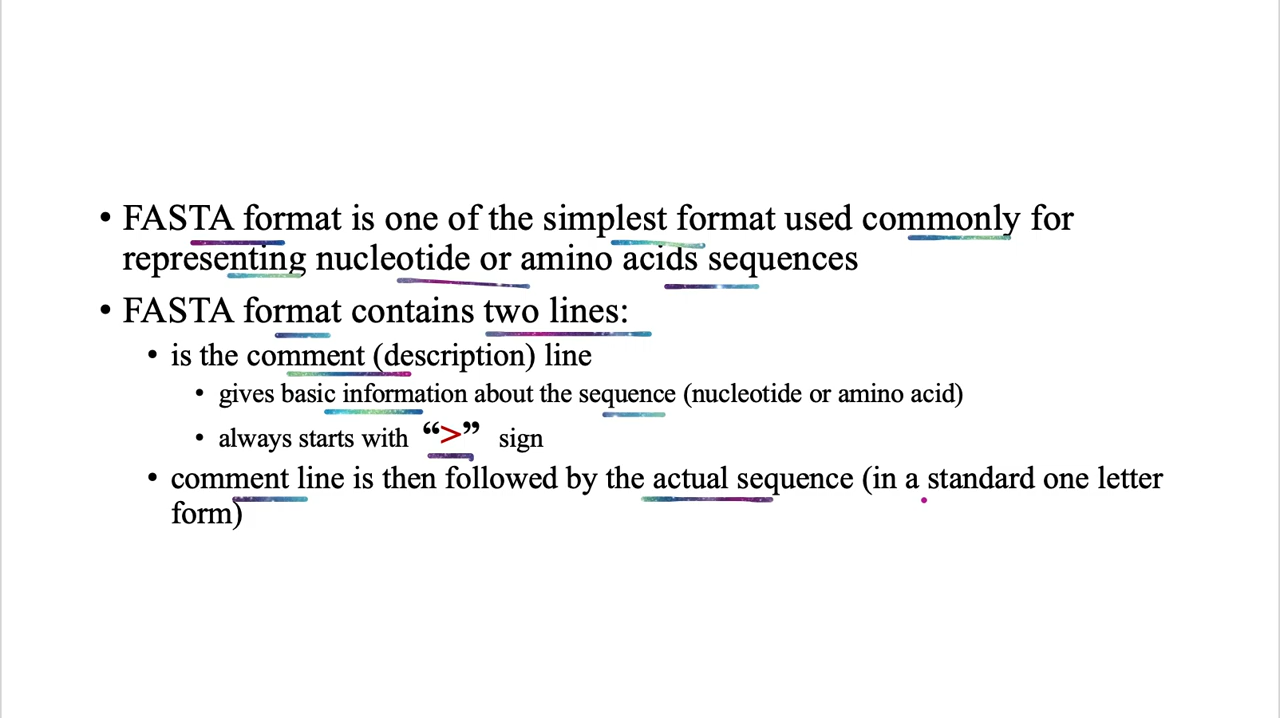 • FASTA format is one of the simplest format used commonly for
representing nucleotide or amino acids sequences
• FASTA format contains two lines:
• is the comment (description) line
• gives basic information about the sequence (nucleotide or amino acid)
• always starts with “>” sign
• comment line is then followed by the actual sequence (in a standard one letter
form)